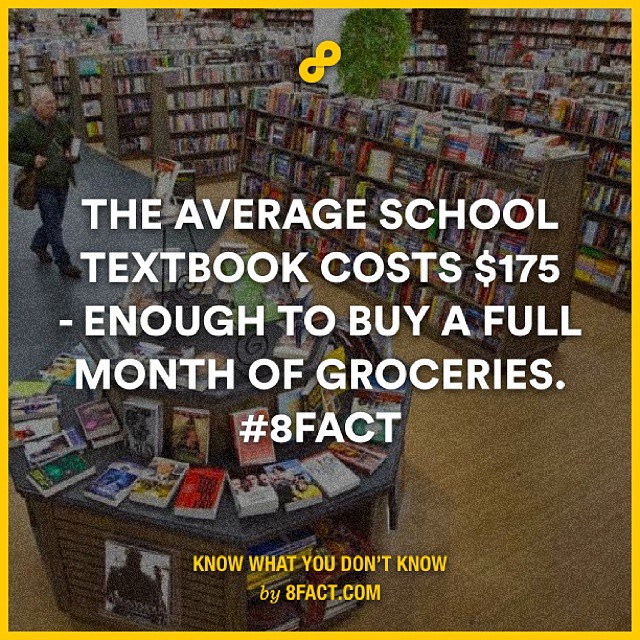 THE AVERAGE SCHOOL
TEXTBOOK COSTS $175
- ENOUGH TO BUY A FULL
MONTH OF GROCERIES.
#8FACT
KNOW WHAT YOU DON'T KNOW
by 8FACT.COM